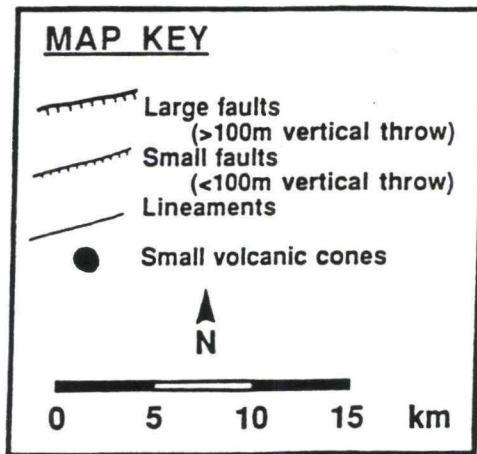 MAP KEY
Large faults
(>100m vertical throw)
Small faults
(<100m vertical throw)
Lineaments
Small volcanic cones
N
0 5 10 15 km